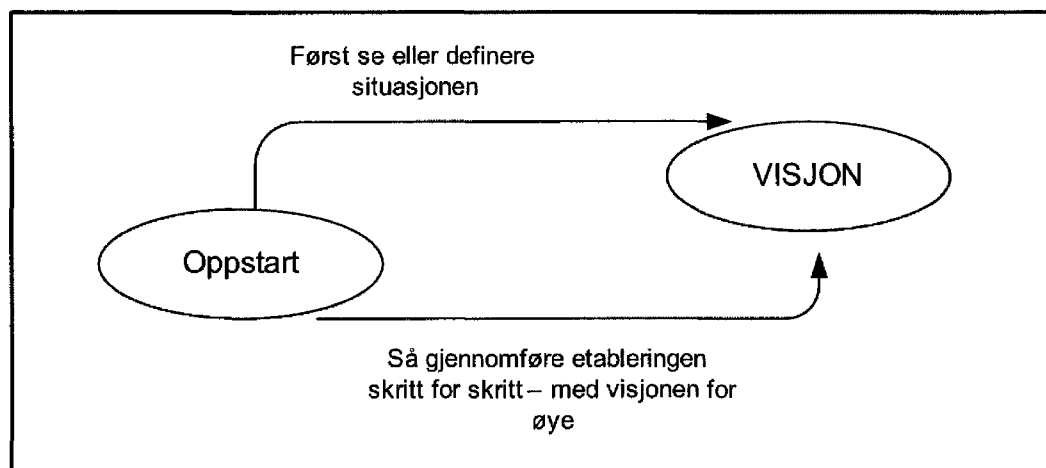 Først se eller definere
situasjonen
VISJON
Oppstart
Så gjennomføre etableringen
skritt for skritt – med visjonen for
øye